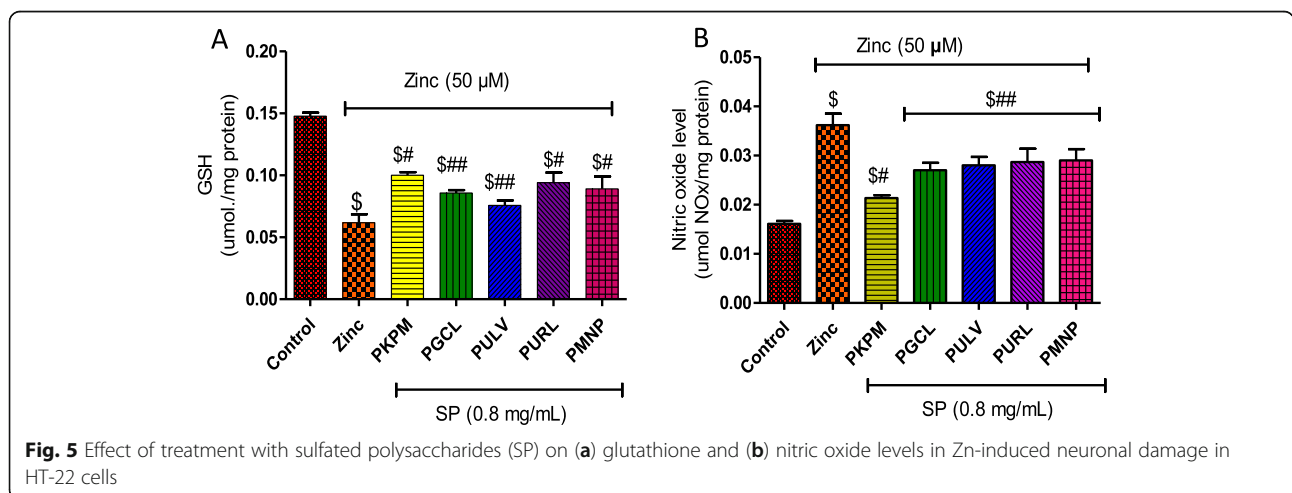 A
Zinc (50 µM)
GSH
(umol./mg protein)
0.20
0.15
0.10
0.05
0.00
$
$#
$##
$##
$#
$#
Control
Zinc
PKPM
PGCL
PULV
PURL
PMNP
SP (0.8 mg/mL)
B
Zinc (50 µM)
Nitric oxide level
(umol NOx/mg protein)
0.05
0.04
0.03
0.02
0.01
0.00
$
$#
$##
Control
Zinc
PKPM
PGCL
PULV
PURL
PMNP
SP (0.8 mg/mL)
Fig. 5 Effect of treatment with sulfated polysaccharides (SP) on (a) glutathione and (b) nitric oxide levels in Zn-induced neuronal damage in
HT-22 cells